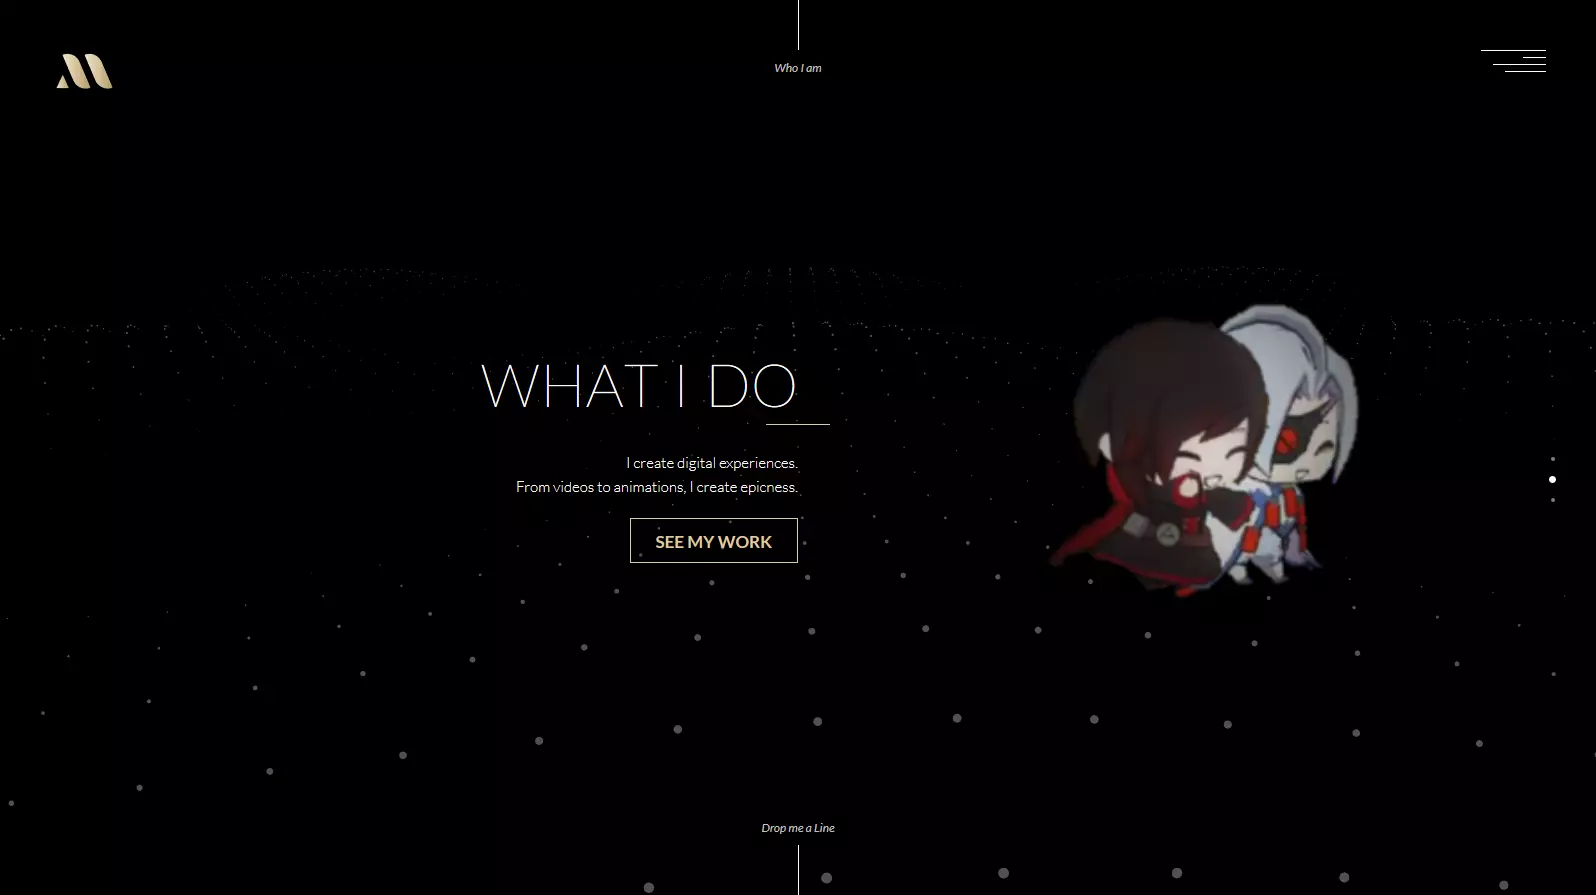 Who I am
WHAT I DO
I create digital experiences.
From videos to animations, I create epicness.
SEE MY WORK
Drop me a Line